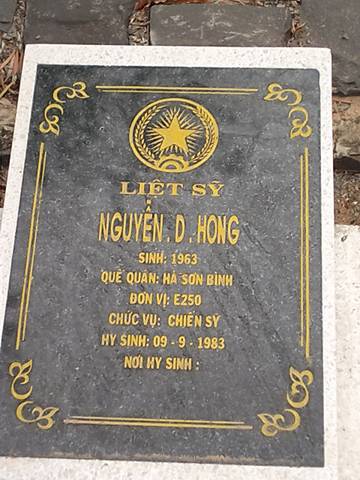 LIỆT SỸ
NGUYỄN . D . HONG
SINH: 1963
QUÊ QUÁN: HÀ SƠN BÌNH
ĐƠN VỊ: E250
CHỨC VỤ: CHIẾN SỸ
HY SINH: 09 - 9 - 1983
NƠI HY SINH :